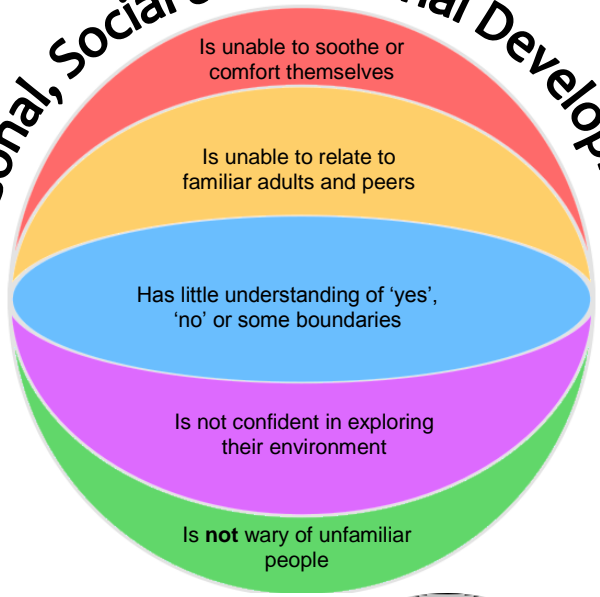 Social
Is unable to soothe or
comfort themselves
Is unable to relate to
familiar adults and peers
Has little understanding of ‘yes’,
‘no’ or some boundaries
Is not confident in exploring
their environment
Is not wary of unfamiliar
people